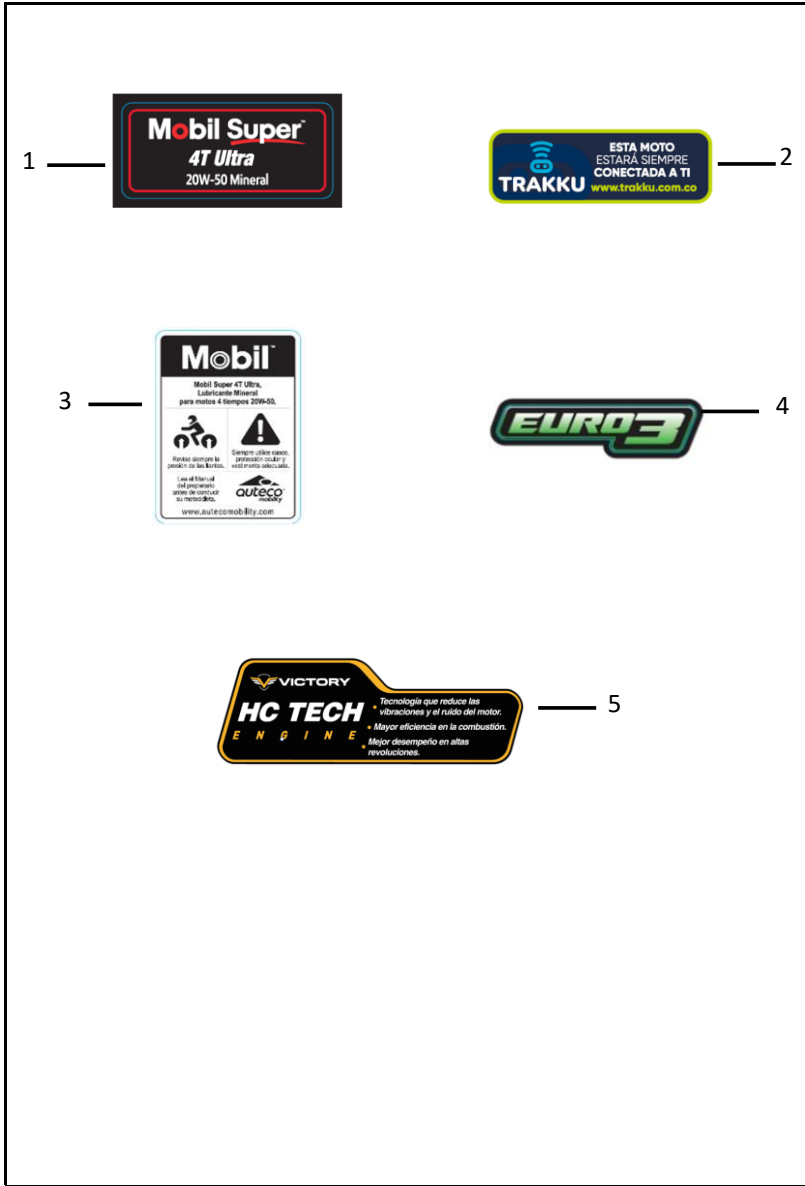 1
Mobil Super™
4T Ultra
20W-50 Mineral
2
TRAKKU
ESTA MOTO
ESTARÁ SIEMPRE
CONECTADA A TI
www.trakku.com.co
3
Mobil™
Mobil Super 4T Ultra,
Lubricante Mineral
para motos 4 tiempos 20W-50,
Revise siempre la
presión de las llantas.
Siempre utilice casco,
protección ocular y
vestimenta adecuada.
Lea el Manual
del propietario
antes de conducir
su motocicleta.
auteco
mobility
www.autecomobility.com
4
EURO3
5
VICTORY
HC TECH
ENGINE
• Tecnología que reduce las
vibraciones y el ruido del motor.
• Mayor eficiencia en la combustión.
• Mejor desempeño en altas
revoluciones.